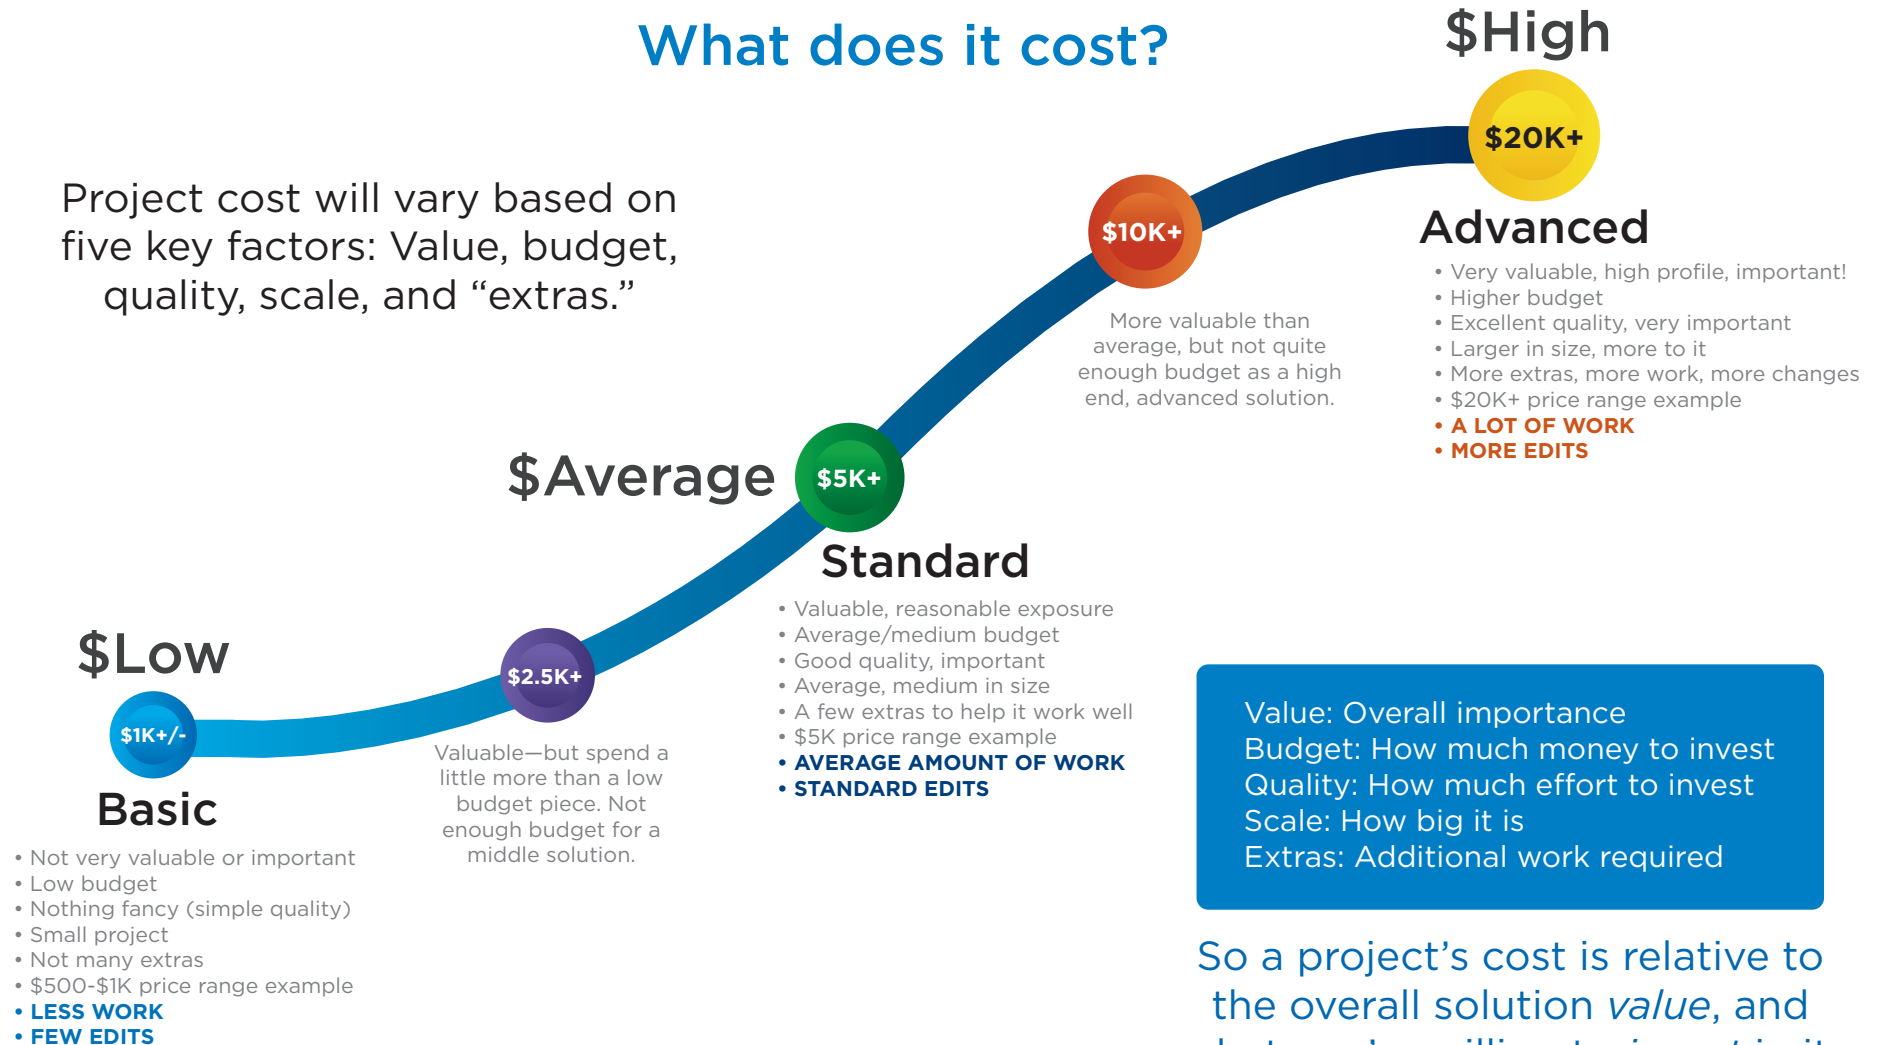 What does it cost?
Project cost will vary based on
five key factors: Value, budget,
quality, scale, and “extras.”
$Low
$1K+/-
Basic
• Not very valuable or important
• Low budget
• Nothing fancy (simple quality)
• Small project
• Not many extras
• $500-$1K price range example
• LESS WORK
• FEW EDITS
$2.5K+
Valuable—but spend a
little more than a low
budget piece. Not
enough budget for a
middle solution.
$Average
$5K+
Standard
• Valuable, reasonable exposure
• Average/medium budget
• Good quality, important
• Average, medium in size
• A few extras to help it work well
• $5K price range example
• AVERAGE AMOUNT OF WORK
• STANDARD EDITS
$10K+
More valuable than
average, but not quite
enough budget as a high
end, advanced solution.
$High
$20K+
Advanced
• Very valuable, high profile, important!
• Higher budget
• Excellent quality, very important
• Larger in size, more to it
• More extras, more work, more changes
• $20K+ price range example
• A LOT OF WORK
• MORE EDITS
Value: Overall importance
Budget: How much money to invest
Quality: How much effort to invest
Scale: How big it is
Extras: Additional work required
So a project’s cost is relative to
the overall solution value, and